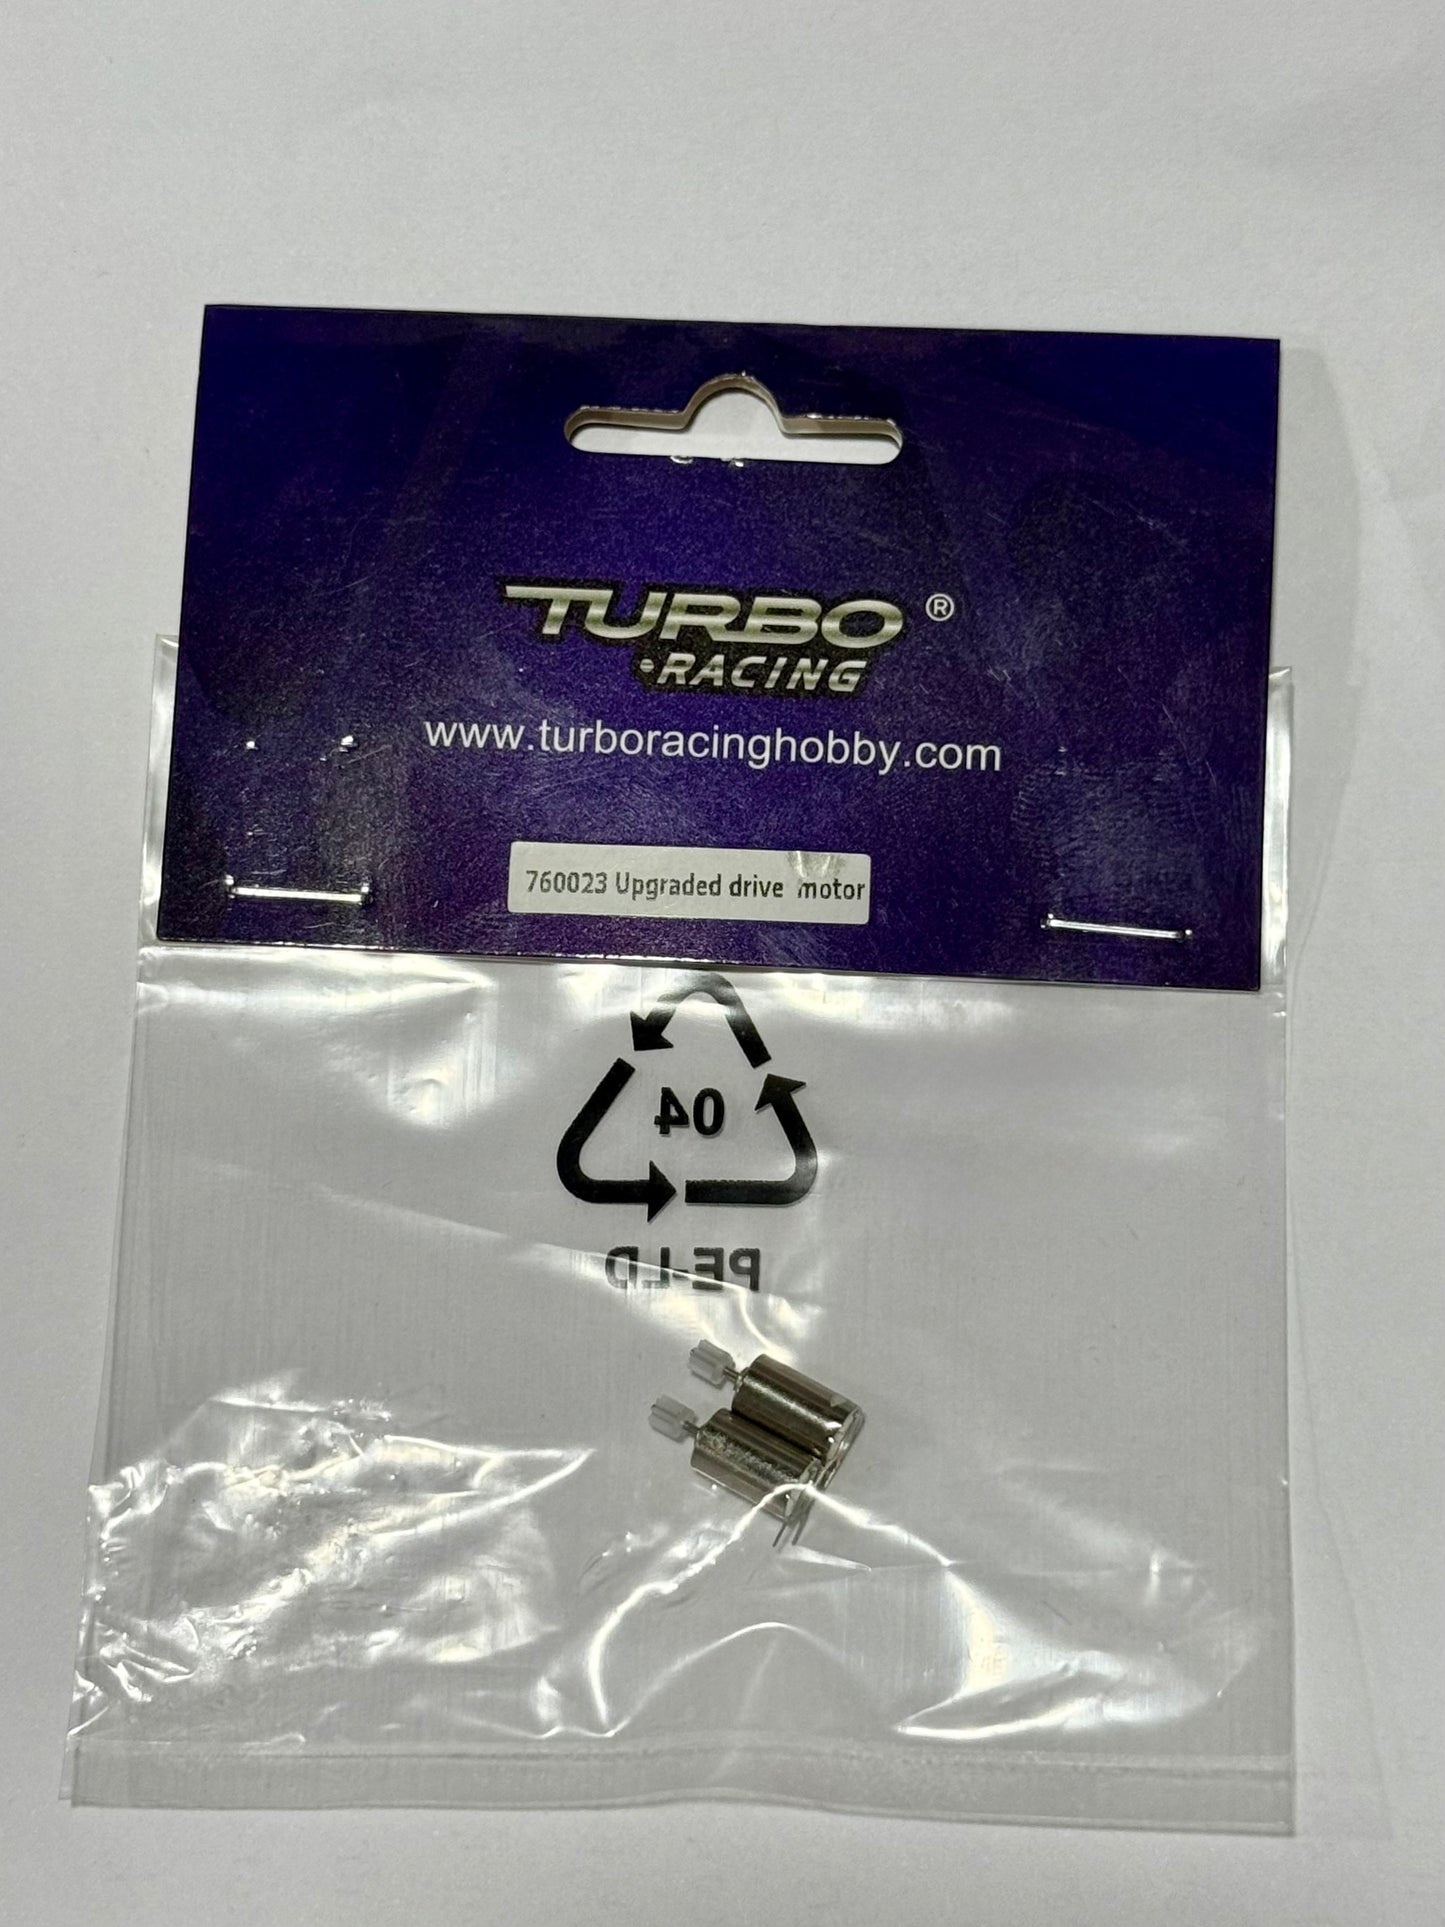 TURBO ®
RACING
www.turboracinghobby.com
760023 Upgraded drive motor
04
PE-LD